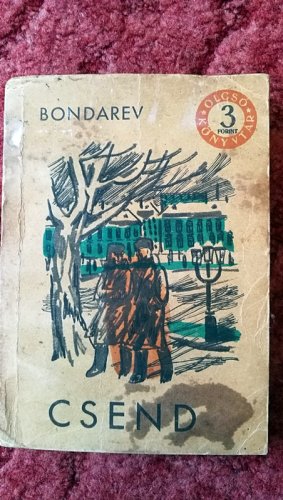 BONDAREV
OLCSÓ
3
FORINT
KÖNYVTÁR
CSEND